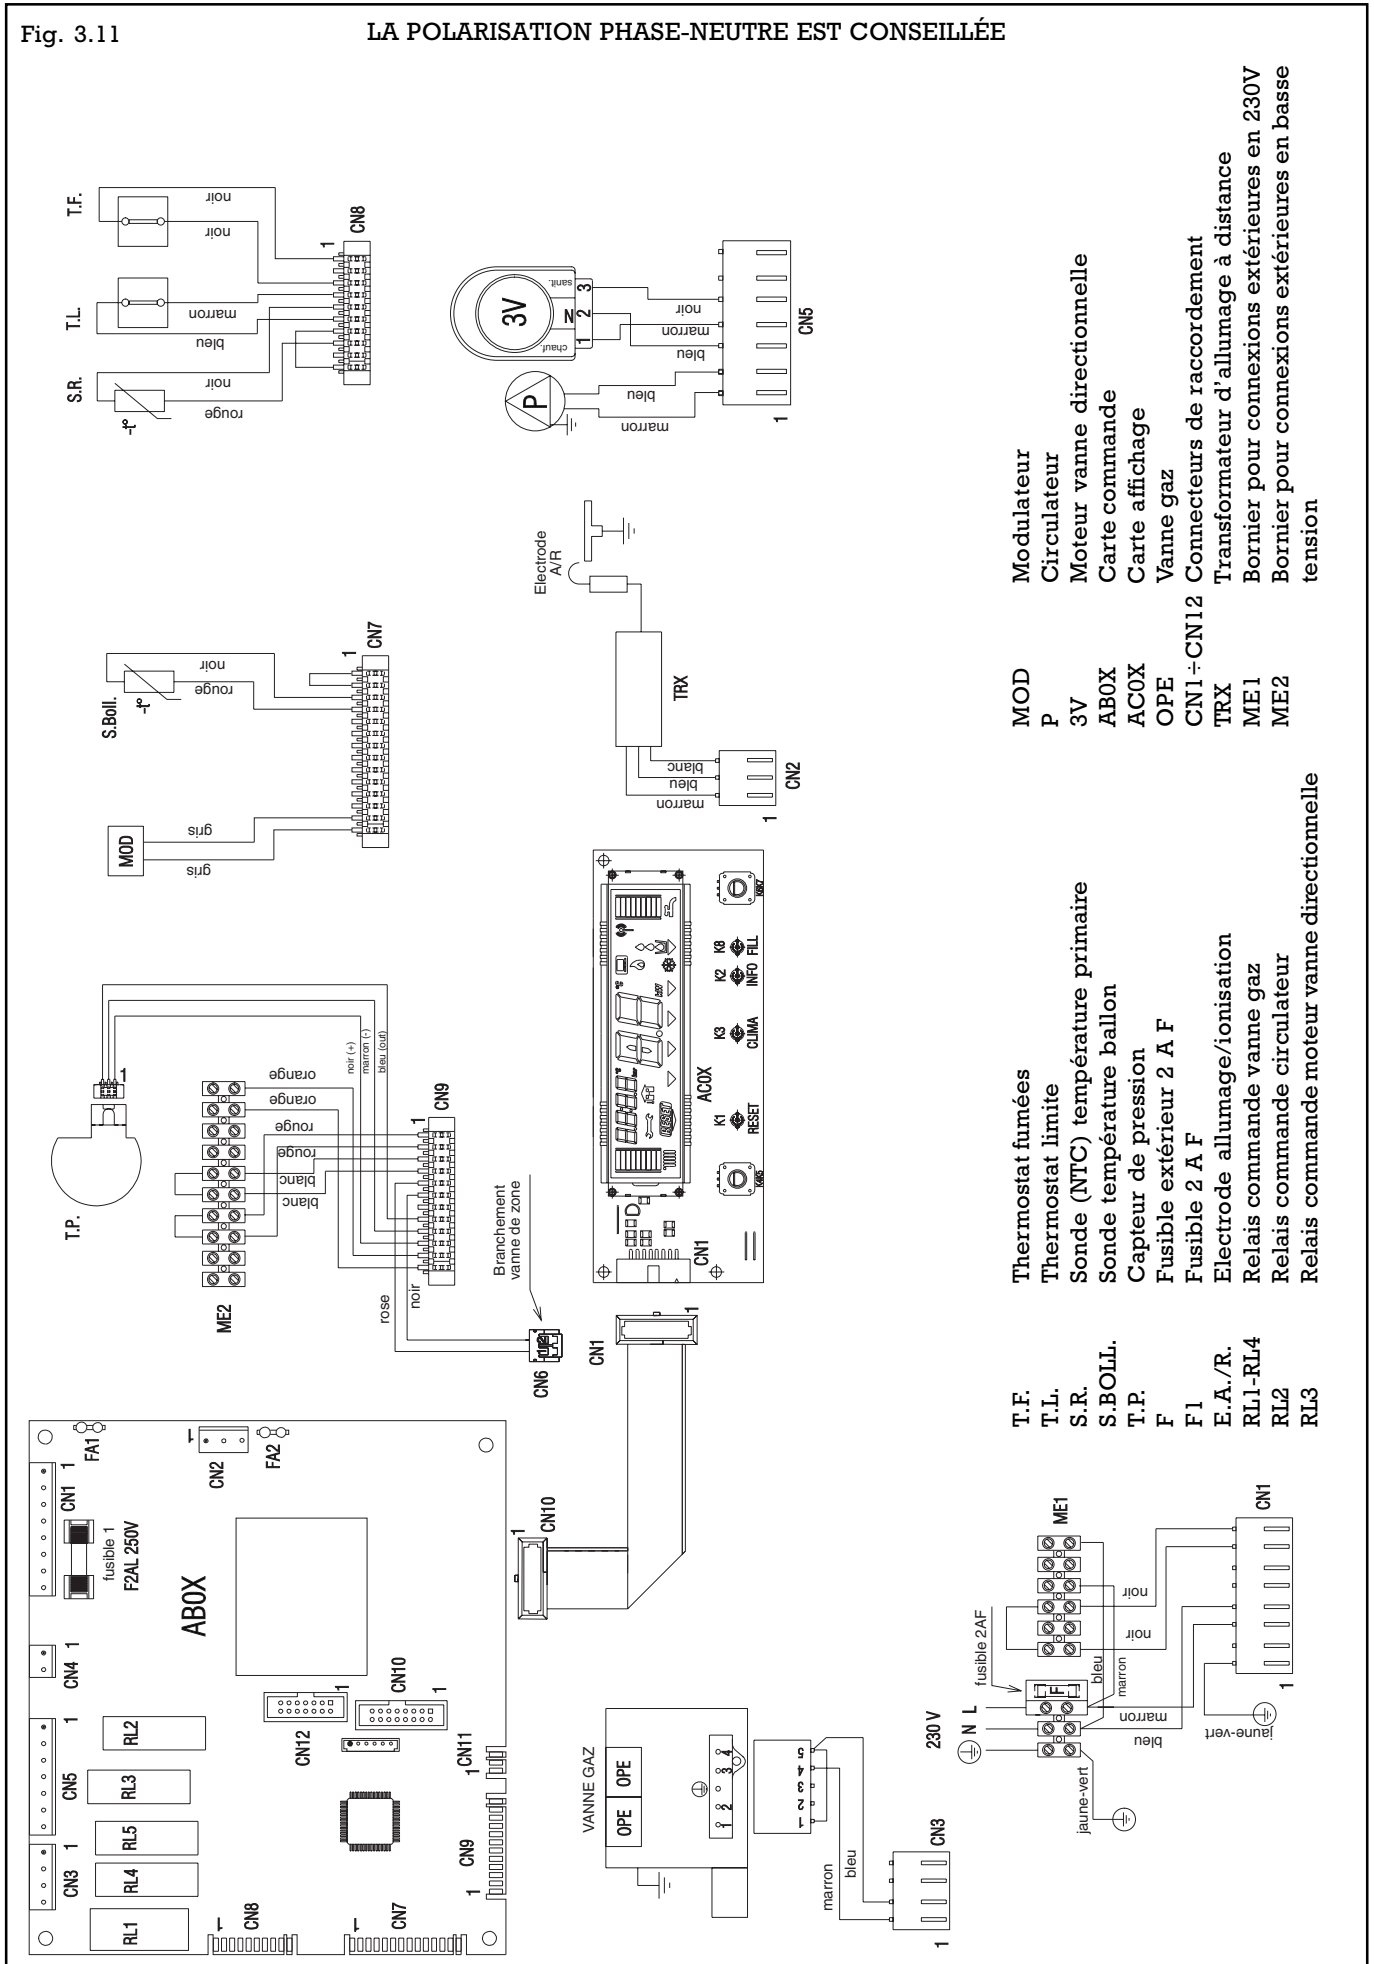 Fig. 3.11
LA POLARISATION PHASE-NEUTRE EST CONSEILLÉE
T.F.
noir
noir
T.L.
marron
bleu
S.R.
-t°
noir
rouge
1
CN8
3V
sanit.
N
chauf.
3
2
1
P
noir
marron
bleu
bleu
marron
CN5
1
S.Boll.
-t°
noir
rouge
MOD
gris
gris
1
CN7
Electrode
A/R
TRX
blanc
bleu
marron
CN2
1
T.P.
1
noir (+)
marron (-)
bleu (out)
ME2
orange
orange
rouge
rouge
blanc
blanc
1
CN9
rose
noir
CN6
Branchement
vanne de zone
AC0X
RESET
K6K7
K8
FILL
K2
INFO
K3
CLIMA
K1
RESET
K4K5
CN1
CN1
1
AB0X
FA1
CN2
1
FA2
CN1
1
fusible 1
F2AL 250V
CN4
1
CN5
1
CN3
1
RL2
RL3
RL5
RL4
RL1
CN12
1
CN10
1
CN11
1
CN9
1
CN8
1
CN7
1
CN10
1
VANNE GAZ
OPE
OPE
1
2
3
4
1
2
3
4
5
marron
bleu
CN3
1
230 V
N
L
fusible 2AF
F
ME1
noir
noir
bleu
marron
marron
bleu
jaune-vert
jaune-vert
CN1
1
T.F. Thermostat fumées
T.L. Thermostat limite
S.R. Sonde (NTC) température primaire
S.BOLL. Sonde température ballon
T.P. Capteur de pression
F Fusible extérieur 2 A F
F1 Fusible 2 A F
E.A./R. Electrode allumage/ionisation
RL1-RL4 Relais commande vanne gaz
RL2 Relais commande circulateur
RL3 Relais commande moteur vanne directionnelle
MOD Modulateur
P Circulateur
3V Moteur vanne directionnelle
AB0X Carte commande
AC0X Carte affichage
OPE Vanne gaz
CN1÷CN12 Connecteurs de raccordement
TRX Transformateur d'allumage à distance
ME1 Bornier pour connexions extérieures en 230V
ME2 Bornier pour connexions extérieures en basse
tension